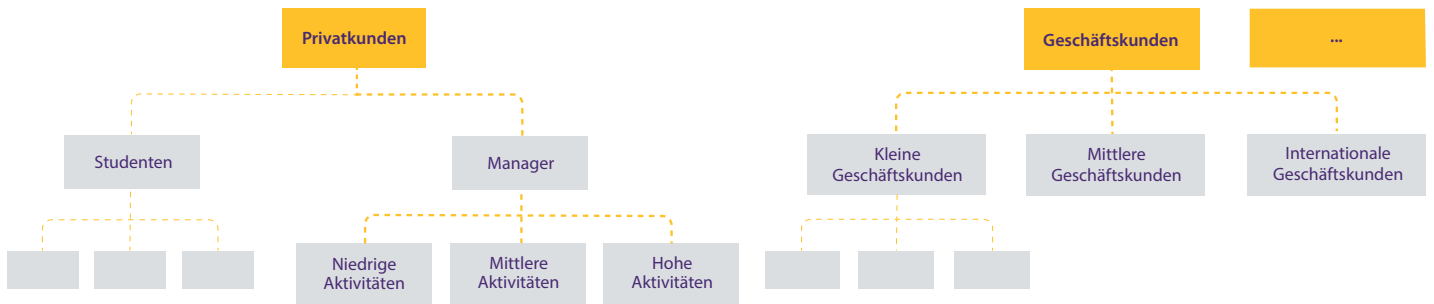 Privatkunden
Geschäftskunden
...
Studenten
Manager
Kleine
Geschäftskunden
Mittlere
Geschäftskunden
Internationale
Geschäftskunden
Niedrige
Aktivitäten
Mittlere
Aktivitäten
Hohe
Aktivitäten